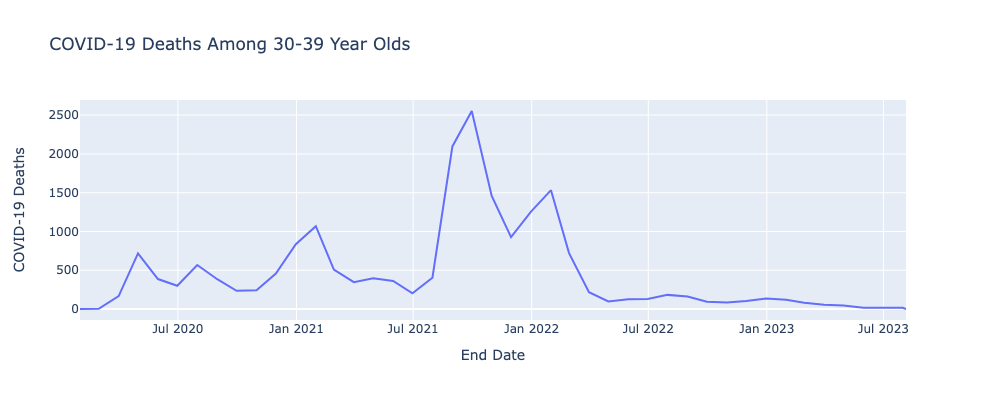 COVID-19 Deaths Among 30-39 Year Olds
2500
2000
1500
1000
500
0
COVID-19 Deaths
Jul 2020 Jan 2021 Jul 2021 Jan 2022 Jul 2022 Jan 2023 Jul 2023
End Date